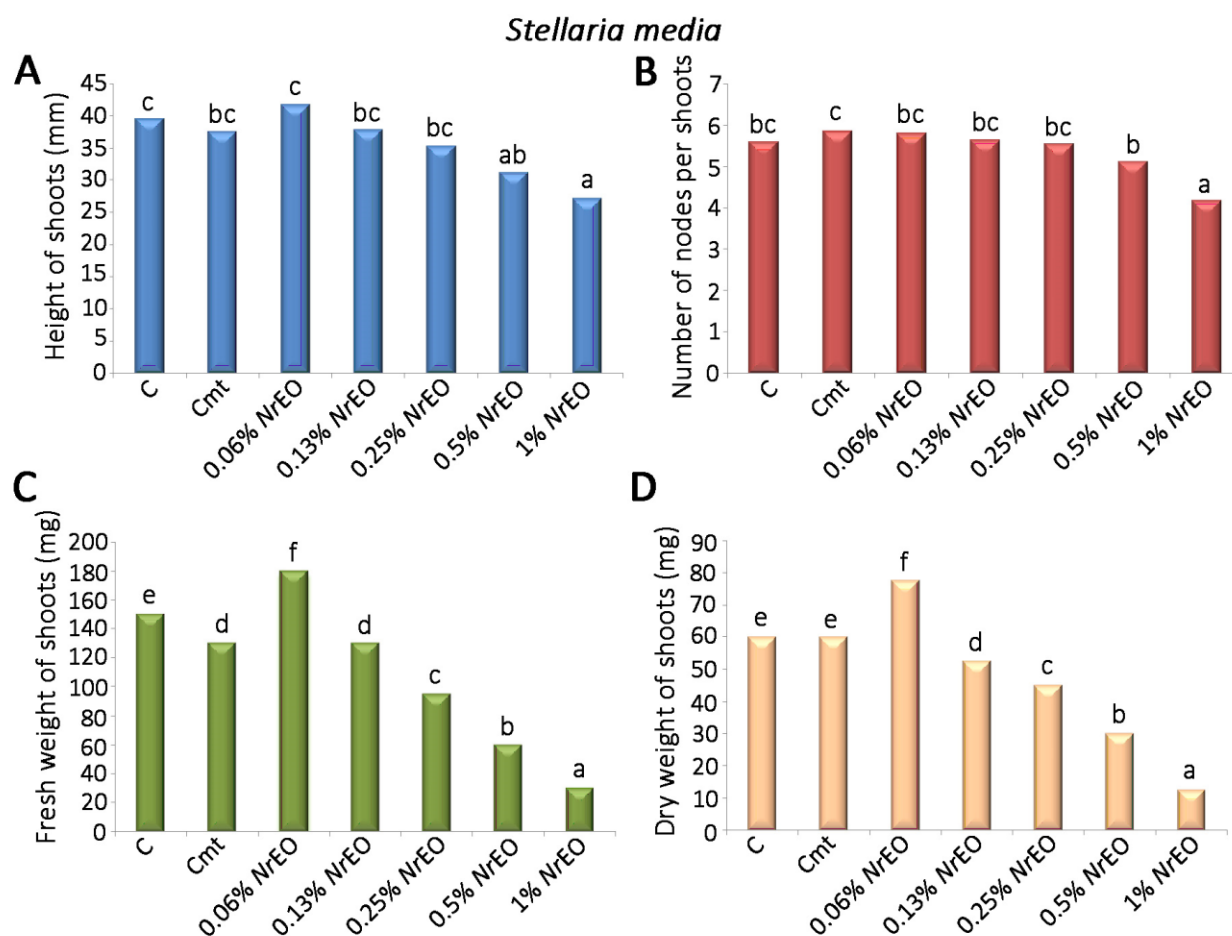 Stellaria media
A
Height of shoots (mm)
45
40
35
30
25
20
15
10
5
0
c
bc
c
bc
bc
ab
a
C
Cmt
0.06% NrEO
0.13% NrEO
0.25% NrEO
0.5% NrEO
1% NrEO
B
Number of nodes per shoots
7
6
5
4
3
2
1
0
bc
c
bc
bc
bc
b
a
C
Cmt
0.06% NrEO
0.13% NrEO
0.25% NrEO
0.5% NrEO
1% NrEO
C
Fresh weight of shoots (mg)
200
180
160
140
120
100
80
60
40
20
0
e
d
f
d
c
b
a
C
Cmt
0.06% NrEO
0.13% NrEO
0.25% NrEO
0.5% NrEO
1% NrEO
D
Dry weight of shoots (mg)
90
80
70
60
50
40
30
20
10
0
e
e
f
d
c
b
a
C
Cmt
0.06% NrEO
0.13% NrEO
0.25% NrEO
0.5% NrEO
1% NrEO